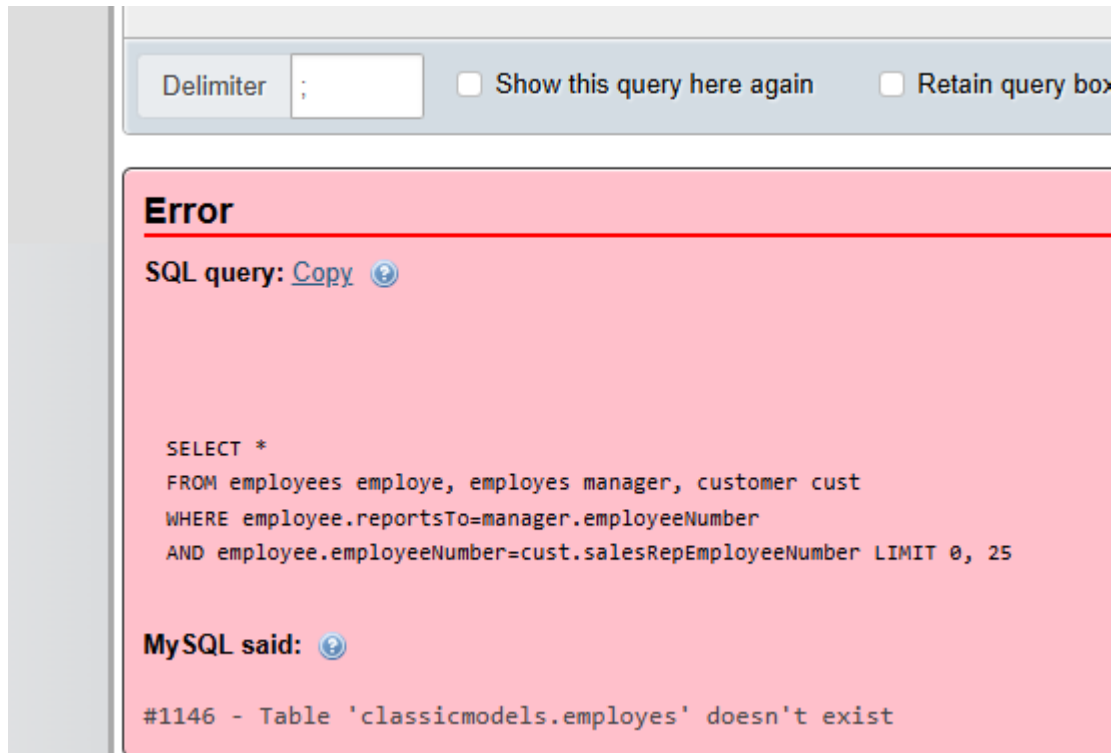 Delimiter ; Show this query here again Retain query box
Error
SQL query: Copy
SELECT *
FROM employees employe, employes manager, customer cust
WHERE employee.reportsTo=manager.employeeNumber
AND employee.employeeNumber=cust.salesRepEmployeeNumber LIMIT 0, 25
MySQL said:
#1146 - Table 'classicmodels.employes' doesn't exist